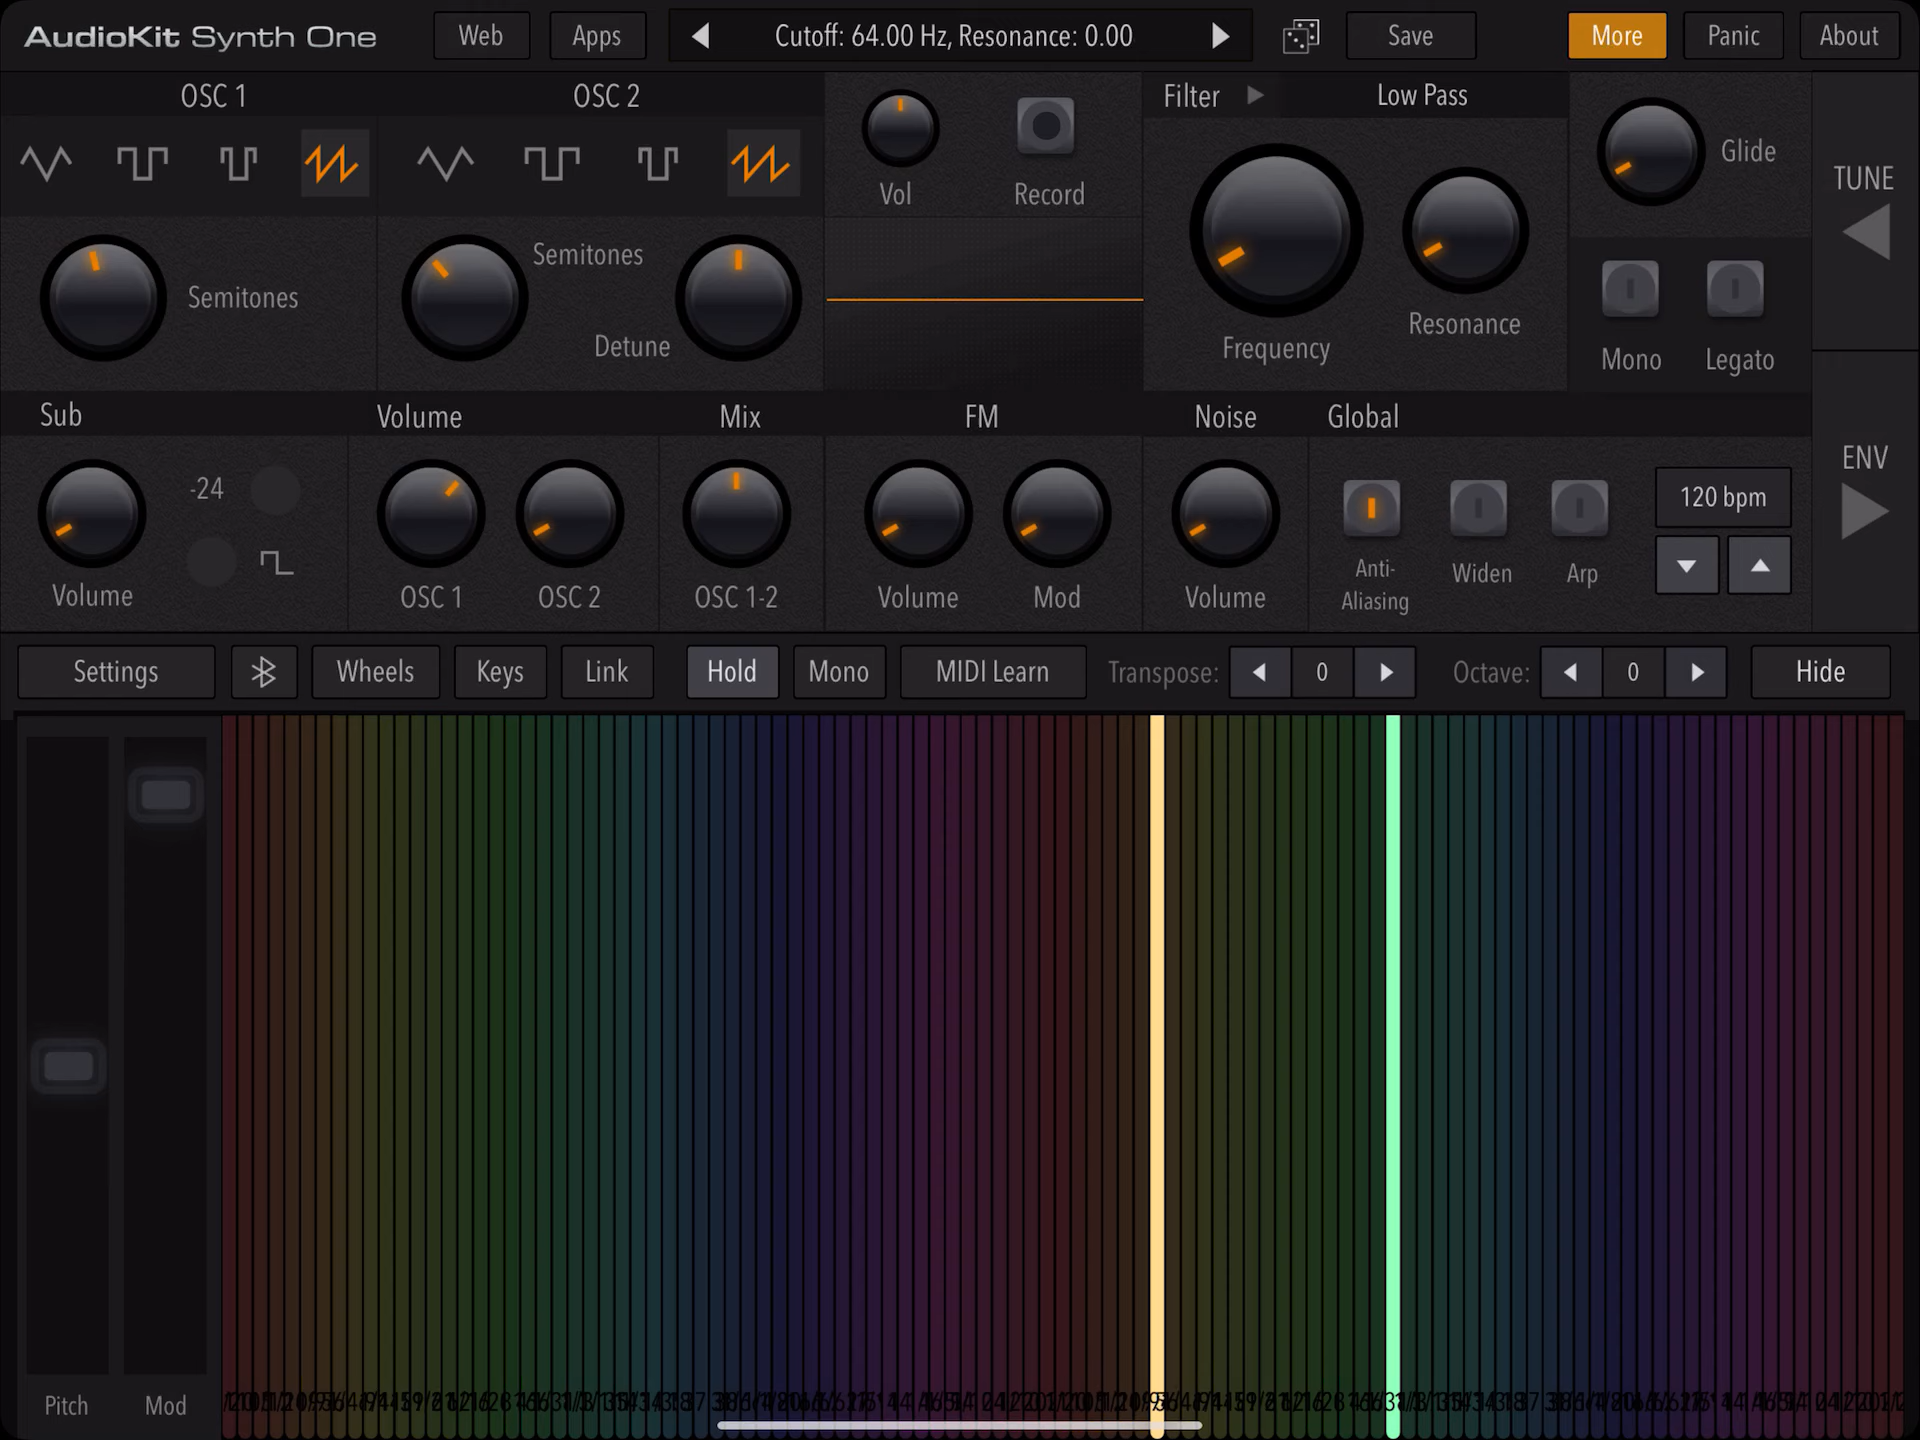 AudioKit Synth One
Web
Apps
Cutoff: 64.00 Hz, Resonance: 0.00
Save
More
Panic
About
OSC 1
OSC 2
Filter
Low Pass
Vol
Record
Glide
TUNE
Semitones
Semitones
Detune
Frequency
Resonance
Mono
Legato
Sub
Volume
Mix
FM
Noise
Global
ENV
-24
120 bpm
Volume
OSC 1
OSC 2
OSC 1-2
Volume
Mod
Volume
Anti-
Aliasing
Widen
Arp
Settings
Wheels
Keys
Link
Hold
Mono
MIDI Learn
Transpose:
0
Octave:
0
Hide
Pitch
Mod